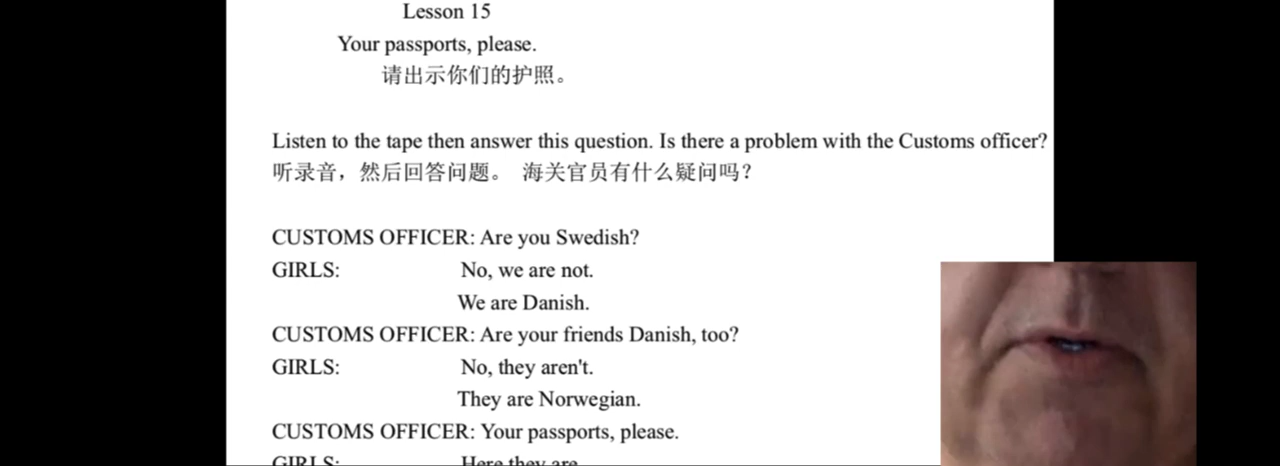 Lesson 15
Your passports, please.
请出示你们的护照。
Listen to the tape then answer this question. Is there a problem with the Customs officer?
听录音，然后回答问题。 海关官员有什么疑问吗？
CUSTOMS OFFICER: Are you Swedish?
GIRLS: No, we are not.
We are Danish.
CUSTOMS OFFICER: Are your friends Danish, too?
GIRLS: No, they aren't.
They are Norwegian.
CUSTOMS OFFICER: Your passports, please.
GIRLS: Here they are